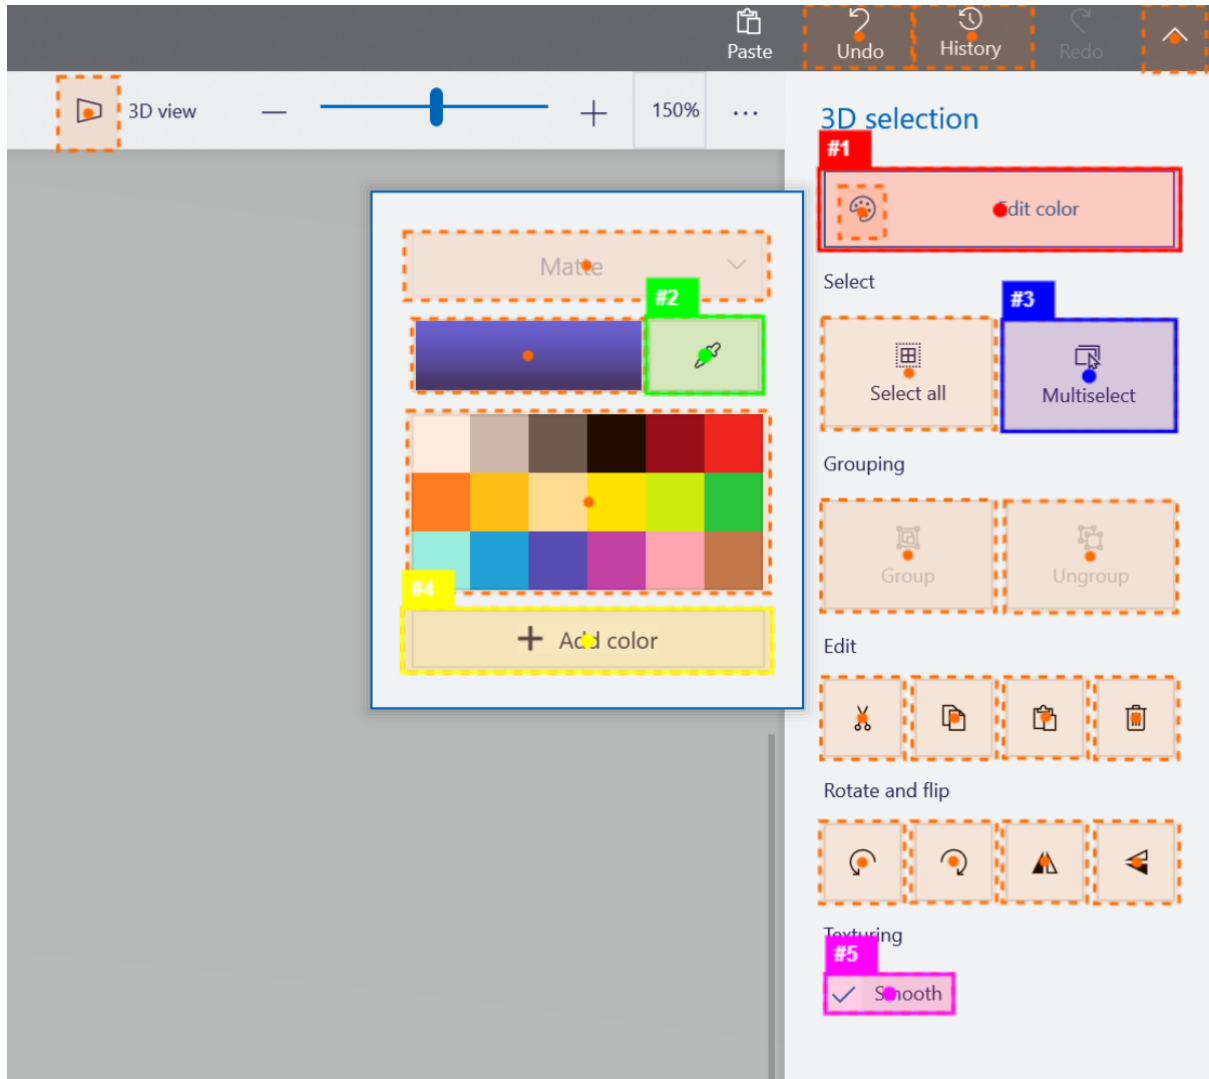 Paste
Undo
History
Redo
3D view
150%
3D selection
#1
Edit color
Select
Matte
#2
#3
Select all
Multiselect
Grouping
Group
Ungroup
#4
Add color
Edit
Rotate and flip
Texturing
#5
Smooth